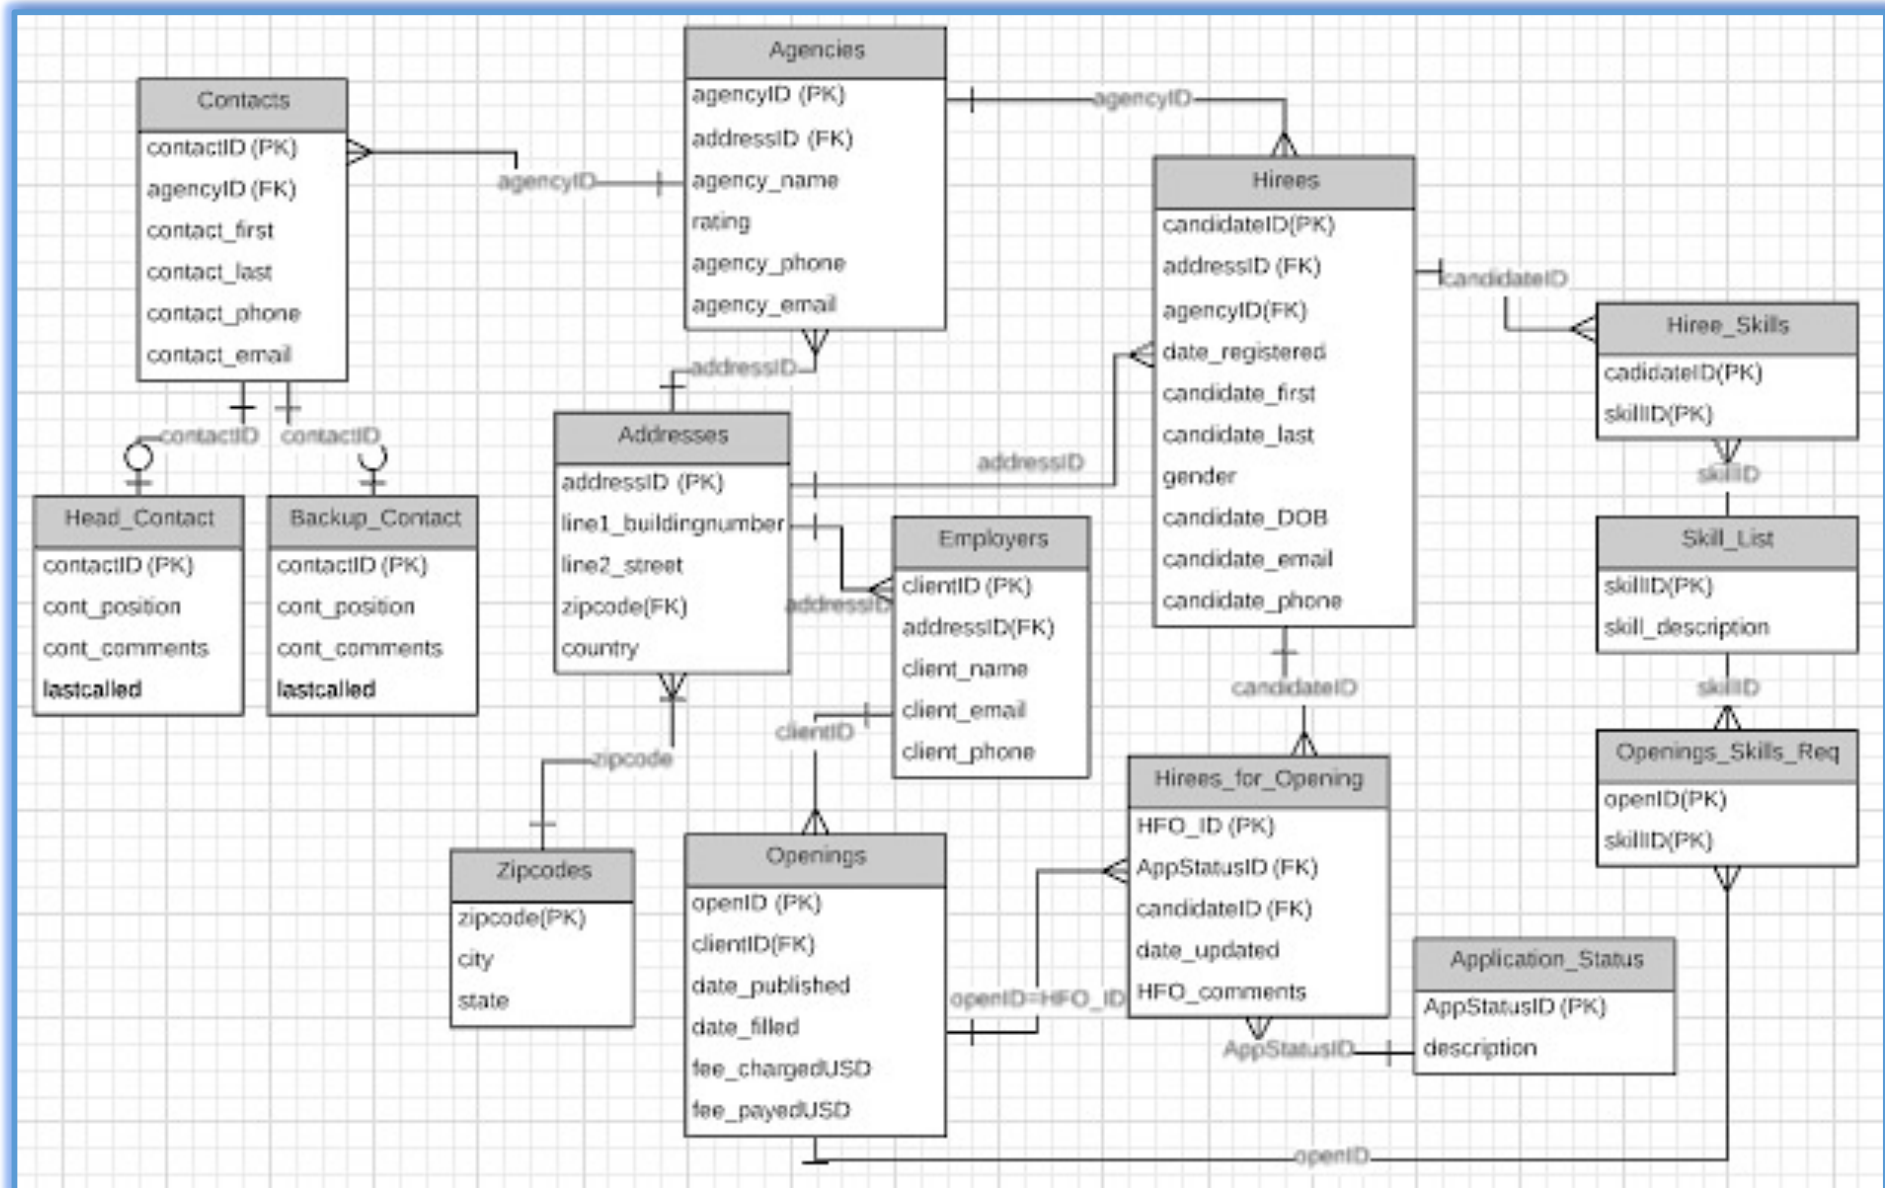 Agencies
agencyID (PK)
addressID (FK)
agency_name
rating
agency_phone
agency_email
Contacts
contactID (PK)
agencyID (FK)
contact_first
contact_last
contact_phone
contact_email
agencyID
agencyID
Hirees
candidateID(PK)
addressID (FK)
agencyID(FK)
date_registered
candidate_first
candidate_last
gender
candidate_DOB
candidate_email
candidate_phone
candidateID
Hiree_Skills
cadidateID(PK)
skillID(PK)
skillID
addressID
contactID
contactID
Head_Contact
contactID (PK)
cont_position
cont_comments
lastcalled
Backup_Contact
contactID (PK)
cont_position
cont_comments
lastcalled
Addresses
addressID (PK)
line1_buildingnumber
line2_street
zipcode(FK)
country
addressID
addressID
Employers
clientID (PK)
addressID(FK)
client_name
client_email
client_phone
Skill_List
skillID(PK)
skill_description
skillID
candidateID
clientID
zipcode
Zipcodes
zipcode(PK)
city
state
Openings
openID (PK)
clientID(FK)
date_published
date_filled
fee_chargedUSD
fee_payedUSD
openID=HFO_ID
Hirees_for_Opening
HFO_ID (PK)
AppStatusID (FK)
candidateID (FK)
date_updated
HFO_comments
AppStatusID
Openings_Skills_Req
openID(PK)
skillID(PK)
Application_Status
AppStatusID (PK)
description
openID